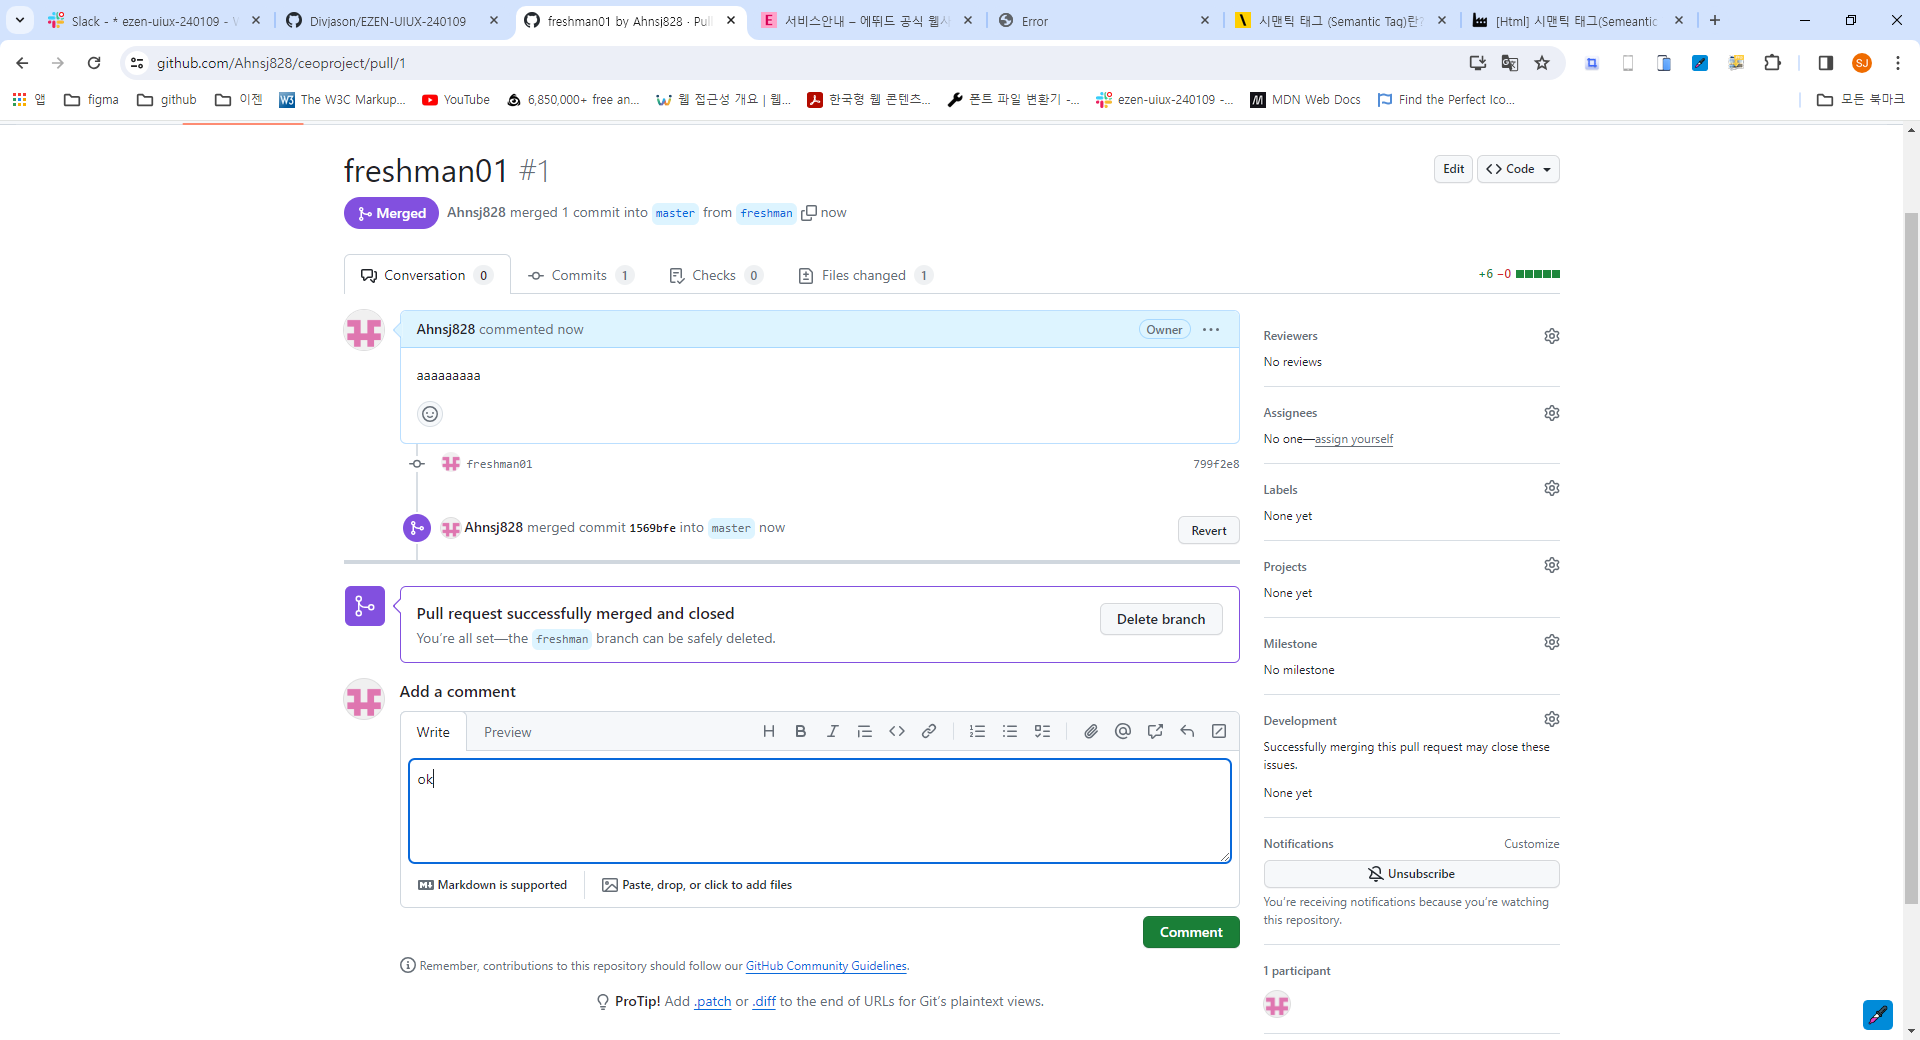 Slack - * ezen-uiux-240109 - V
Divjason/EZEN-UIUX-240109
freshman01 by Ahnsj828 · Pull
서비스안내 – 에뛰드 공식 웹사
Error
시맨틱 태그 (Semantic Tag)란?
[Html] 시맨틱 태그(Semeantic
github.com/Ahnsj828/ceoproject/pull/1
SJ
앱
figma
github
이젠
The W3C Markup...
YouTube
6,850,000+ free an...
웹 접근성 개요 | 웹...
한국형 웹 콘텐츠...
폰트 파일 변환기 -...
ezen-uiux-240109 -...
MDN Web Docs
Find the Perfect Ico...
모든 북마크
freshman01 #1
Edit
Code
Merged
Ahnsj828 merged 1 commit into master from freshman now
Conversation 0
Commits 1
Checks 0
Files changed 1
+6 −0
Ahnsj828 commented now
Owner
aaaaaaaaa
freshman01
799f2e8
Ahnsj828 merged commit 1569bfe into master now
Revert
Pull request successfully merged and closed
You’re all set—the freshman branch can be safely deleted.
Delete branch
Add a comment
Write
Preview
ok
Markdown is supported
Paste, drop, or click to add files
Comment
Remember, contributions to this repository should follow our GitHub Community Guidelines.
ProTip! Add .patch or .diff to the end of URLs for Git’s plaintext views.
Reviewers
No reviews
Assignees
No one—assign yourself
Labels
None yet
Projects
None yet
Milestone
No milestone
Development
Successfully merging this pull request may close these
issues.
None yet
Notifications
Customize
Unsubscribe
You’re receiving notifications because you’re watching
this repository.
1 participant